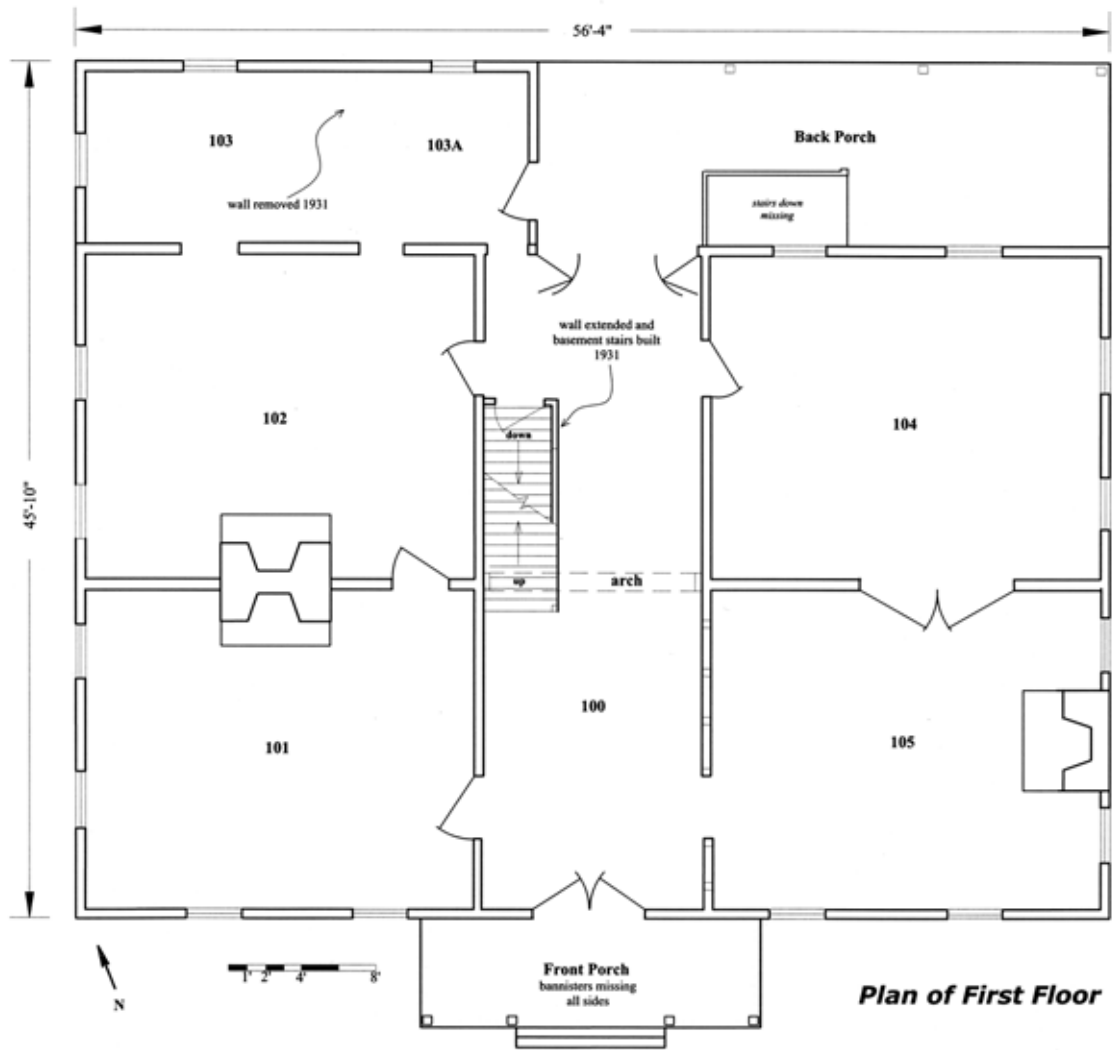 56'-4"
103
103A
Back Porch
wall removed 1931
stairs down
missing
wall extended and
basement stairs built
1931
102
104
down
45'-10"
up
arch
100
101
105
1' 2' 4' 8'
Front Porch
bannisters missing
all sides
N
Plan of First Floor